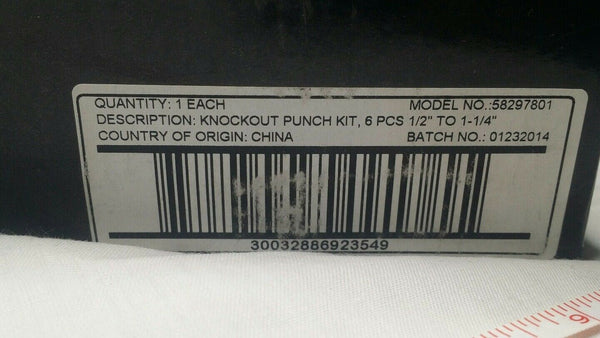 QUANTITY: 1 EACH MODEL NO.:58297801
DESCRIPTION: KNOCKOUT PUNCH KIT, 6 PCS 1/2" TO 1-1/4"
COUNTRY OF ORIGIN: CHINA BATCH NO.: 01232014
30032886923549
6